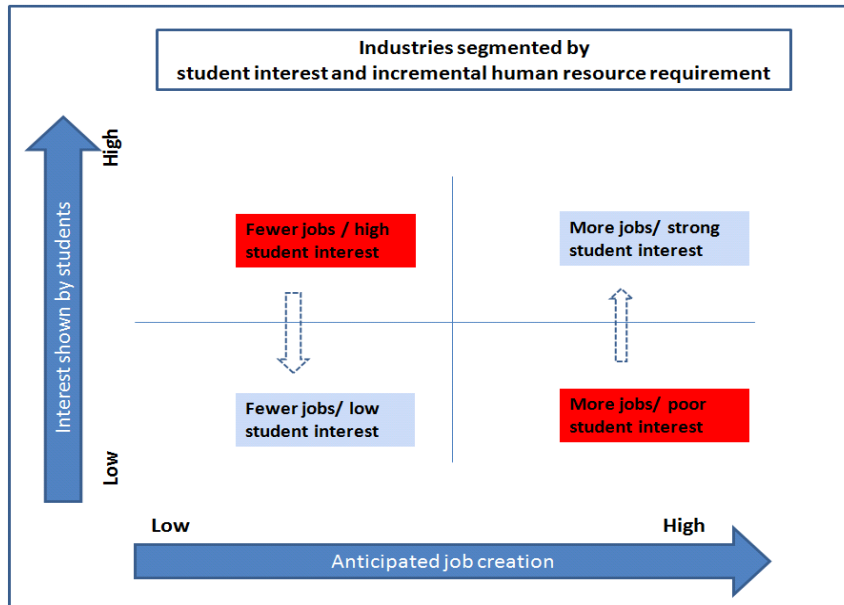 Industries segmented by
student interest and incremental human resource requirement
High
Interest shown by students
Low
Fewer jobs / high
student interest
More jobs/ strong
student interest
Fewer jobs/ low
student interest
More jobs/ poor
student interest
Low
High
Anticipated job creation